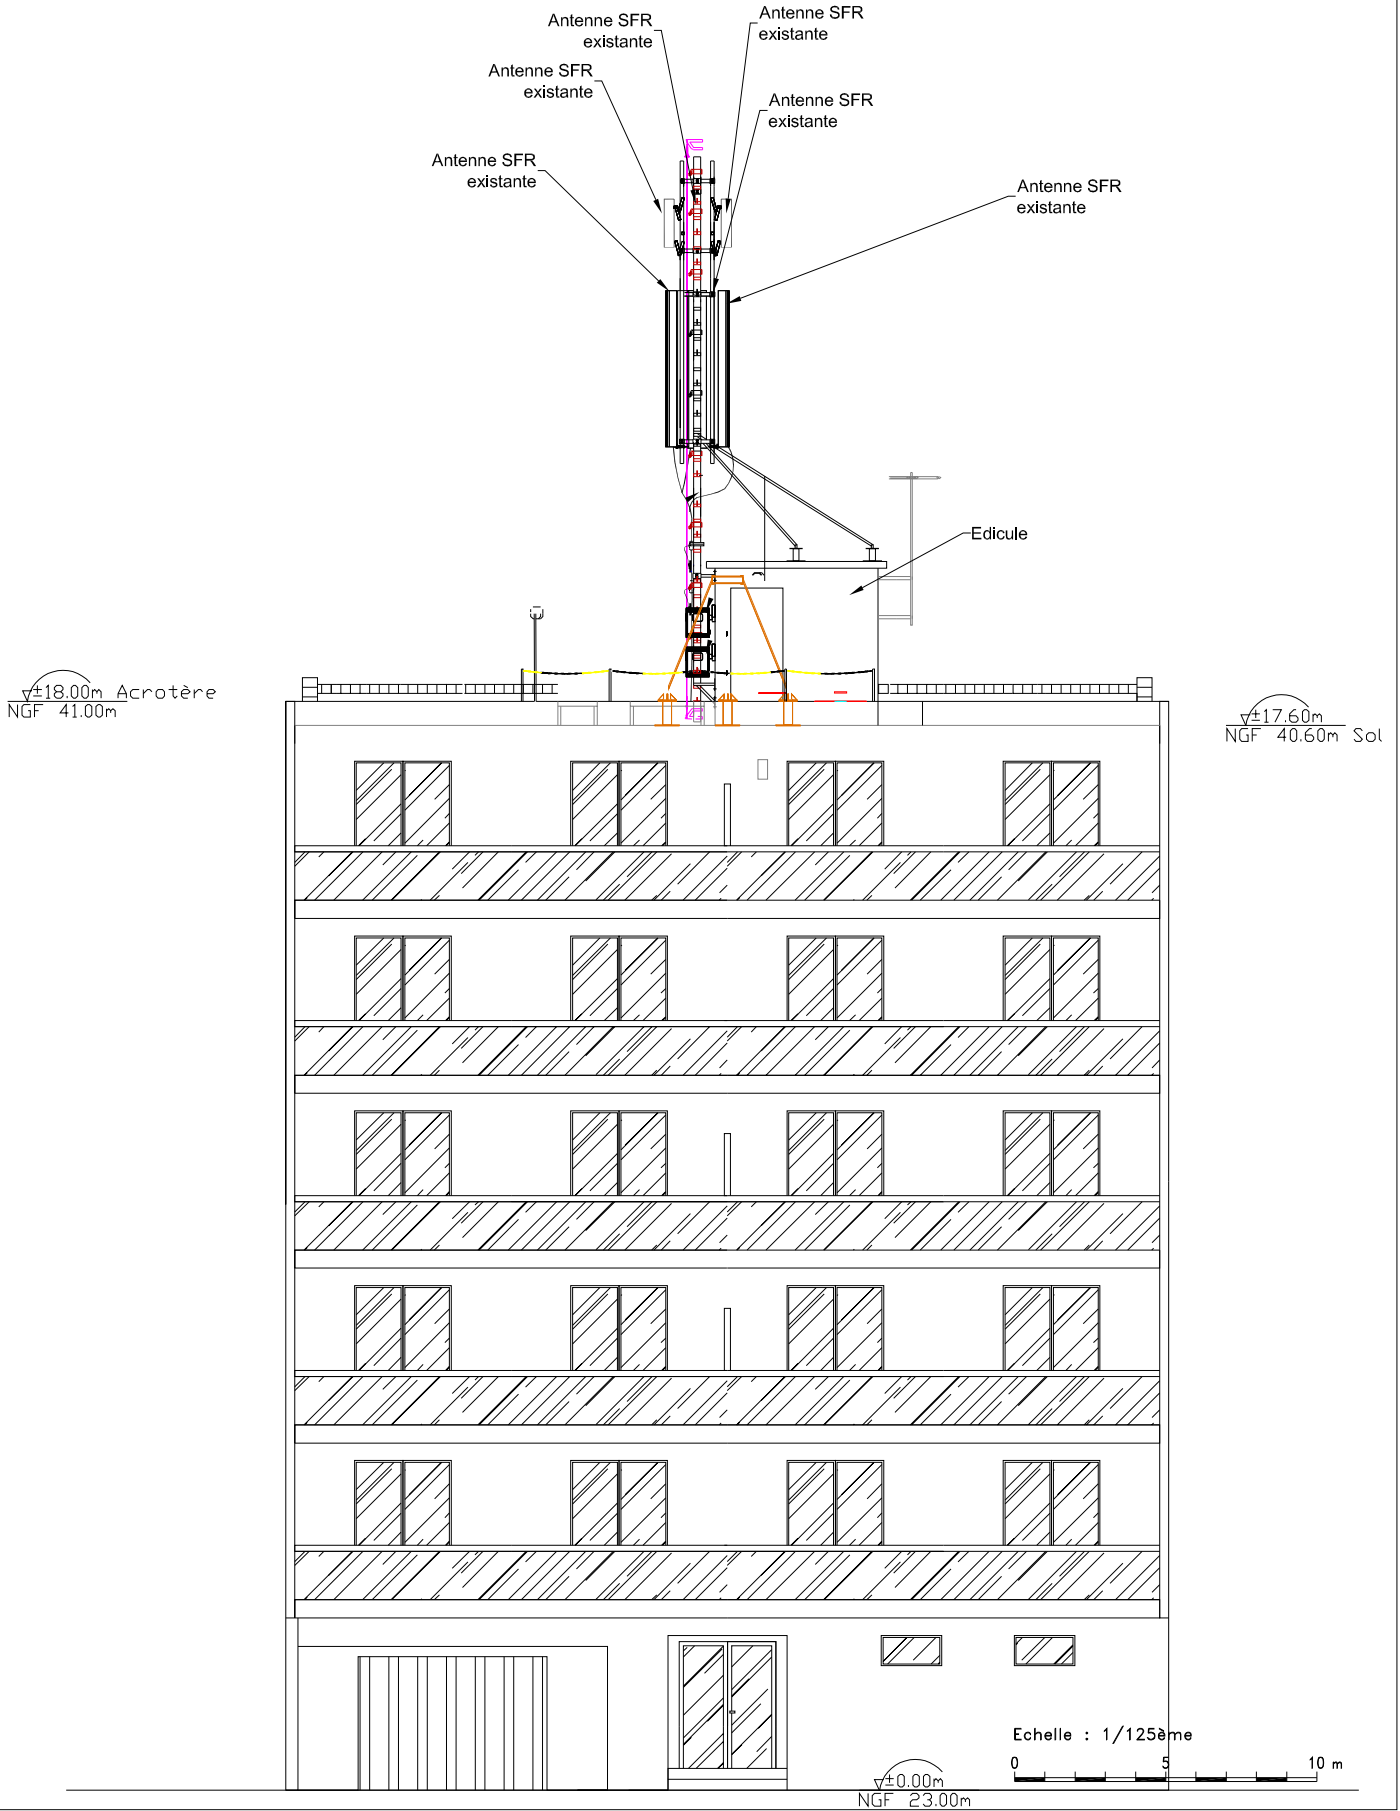 Antenne SFR
existante
Antenne SFR
existante
Antenne SFR
existante
Antenne SFR
existante
Antenne SFR
existante
Antenne SFR
existante
Edicule
±18.00m Acrotère
NGF 41.00m
±17.60m
NGF 40.60m Sol
Echelle : 1/125ème
0 5 10 m
±0.00m
NGF 23.00m